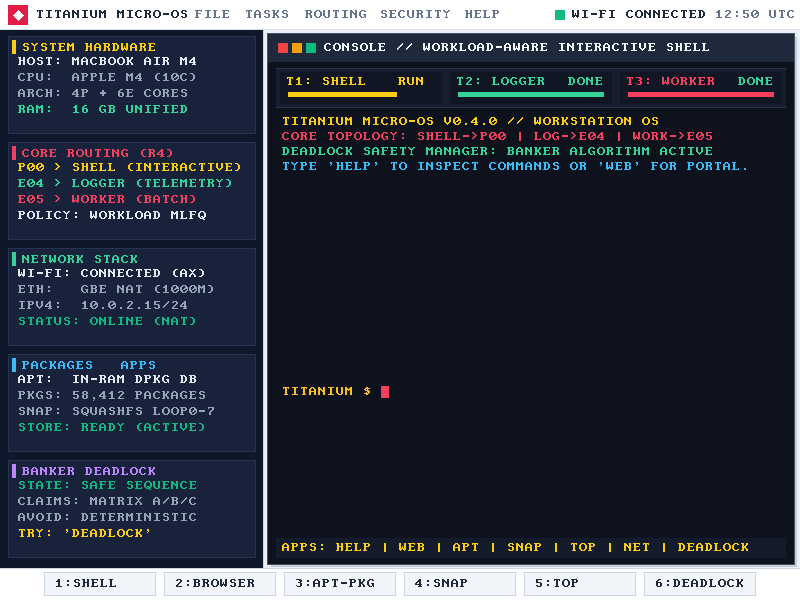 TITANIUM MICRO-OS FILE TASKS ROUTING SECURITY HELP WI-FI CONNECTED 12:50 UTC
SYSTEM HARDWARE
HOST: MACBOOK AIR M4
CPU: APPLE M4 (10C)
ARCH: 4P + 6E CORES
RAM: 16 GB UNIFIED
CORE ROUTING (R4)
P00 > SHELL (INTERACTIVE)
E04 > LOGGER (TELEMETRY)
E05 > WORKER (BATCH)
POLICY: WORKLOAD MLFQ
NETWORK STACK
WI-FI: CONNECTED (AX)
ETH: GBE NAT (1000M)
IPV4: 10.0.2.15/24
STATUS: ONLINE (NAT)
PACKAGES APPS
APT: IN-RAM DPKG DB
PKGS: 58,412 PACKAGES
SNAP: SQUASHFS LOOP0-7
STORE: READY (ACTIVE)
BANKER DEADLOCK
STATE: SAFE SEQUENCE
CLAIMS: MATRIX A/B/C
AVOID: DETERMINISTIC
TRY: 'DEADLOCK'
CONSOLE // WORKLOAD-AWARE INTERACTIVE SHELL
T1: SHELL RUN T2: LOGGER DONE T3: WORKER DONE
TITANIUM MICRO-OS V0.4.0 // WORKSTATION OS
CORE TOPOLOGY: SHELL->P00 | LOG->E04 | WORK->E05
DEADLOCK SAFETY MANAGER: BANKER ALGORITHM ACTIVE
TYPE 'HELP' TO INSPECT COMMANDS OR 'WEB' FOR PORTAL.
TITANIUM $
APPS: HELP | WEB | APT | SNAP | TOP | NET | DEADLOCK
1:SHELL 2:BROWSER 3:APT-PKG 4:SNAP 5:TOP 6:DEADLOCK